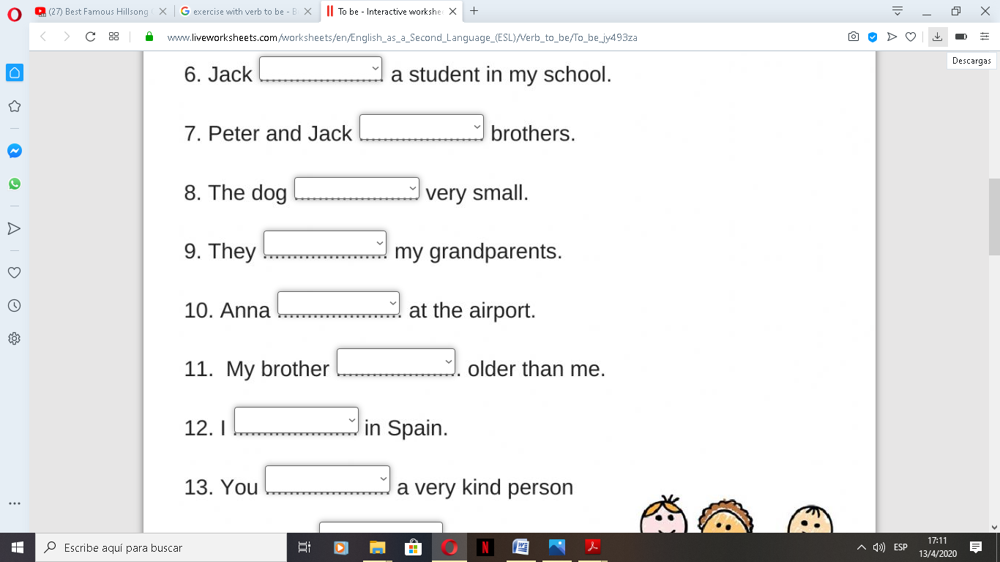 (27) Best Famous Hillsong
exercise with verb to be - B
To be - Interactive workshe
www.liveworksheets.com/worksheets/en/English_as_a_Second_Language_(ESL)/Verb_to_be/To_be_jy493za
Descargas
6. Jack ..................... a student in my school.
7. Peter and Jack ..................... brothers.
8. The dog ..................... very small.
9. They ..................... my grandparents.
10. Anna ..................... at the airport.
11. My brother ..................... older than me.
12. I ..................... in Spain.
13. You ..................... a very kind person
Escribe aquí para buscar
ESP
17:11
13/4/2020